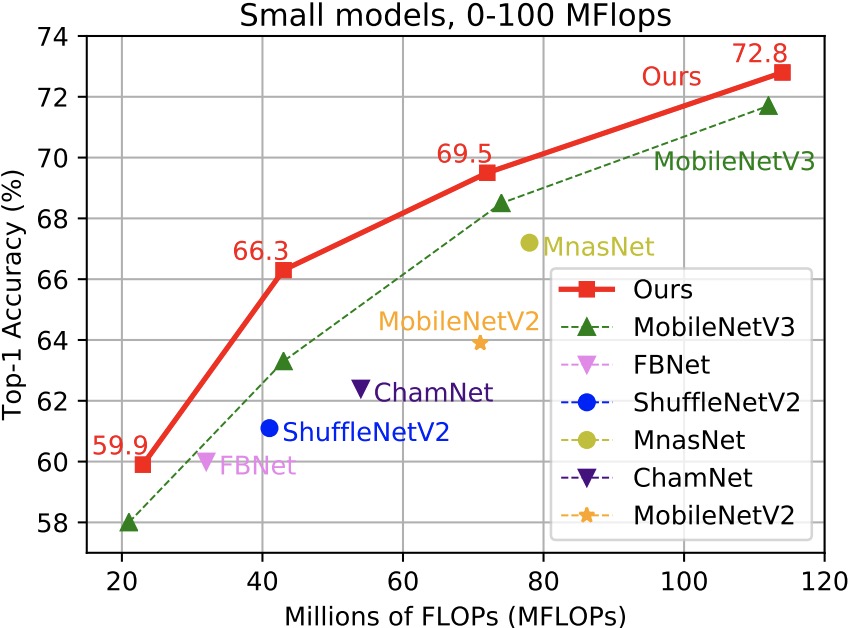 Small models, 0-100 MFlops
74
72
70
68
66
64
62
60
58
Top-1 Accuracy (%)
72.8
Ours
69.5
MobileNetV3
66.3
MnasNet
MobileNetV2
ChamNet
59.9
ShuffleNetV2
FBNet
Ours
MobileNetV3
FBNet
ShuffleNetV2
MnasNet
ChamNet
MobileNetV2
20 40 60 80 100 120
Millions of FLOPs (MFLOPs)